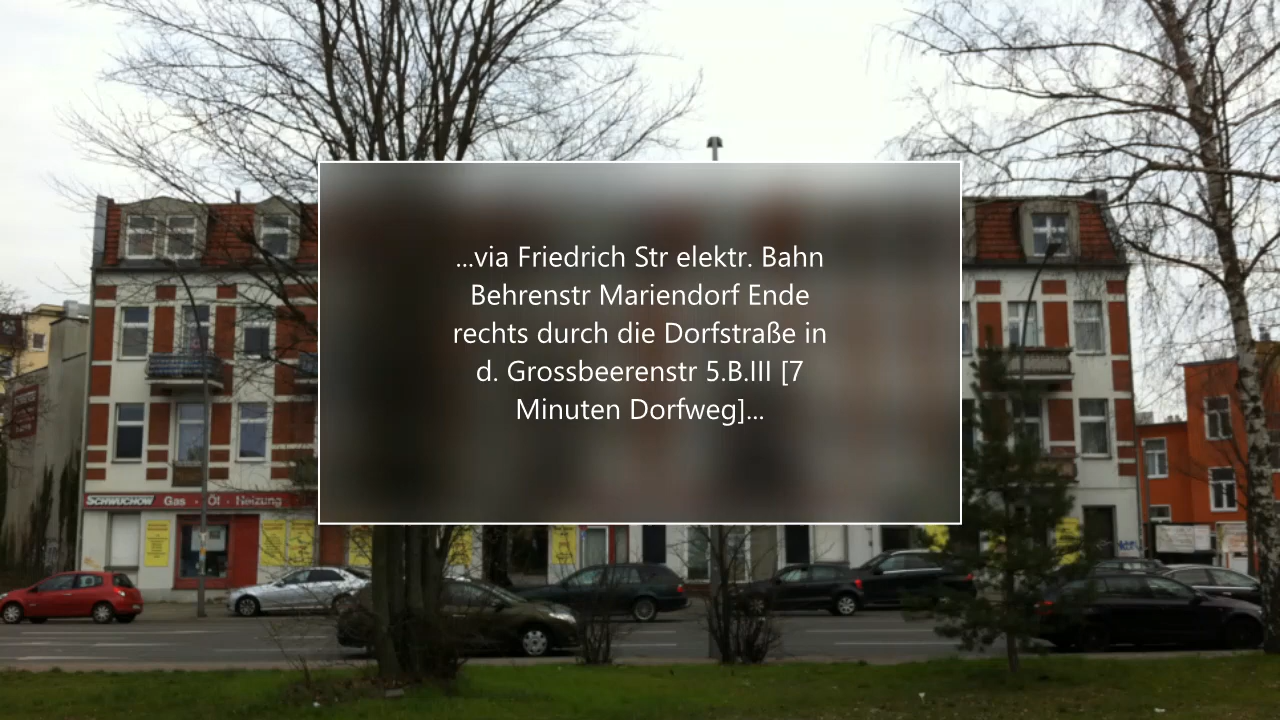 ...via Friedrich Str elektr. Bahn
Behrenstr Mariendorf Ende
rechts durch die Dorfstraße in
d. Grossbeerenstr 5.B.III [7
Minuten Dorfweg]...
SCHWUCHOW Gas - Öl - Heizung